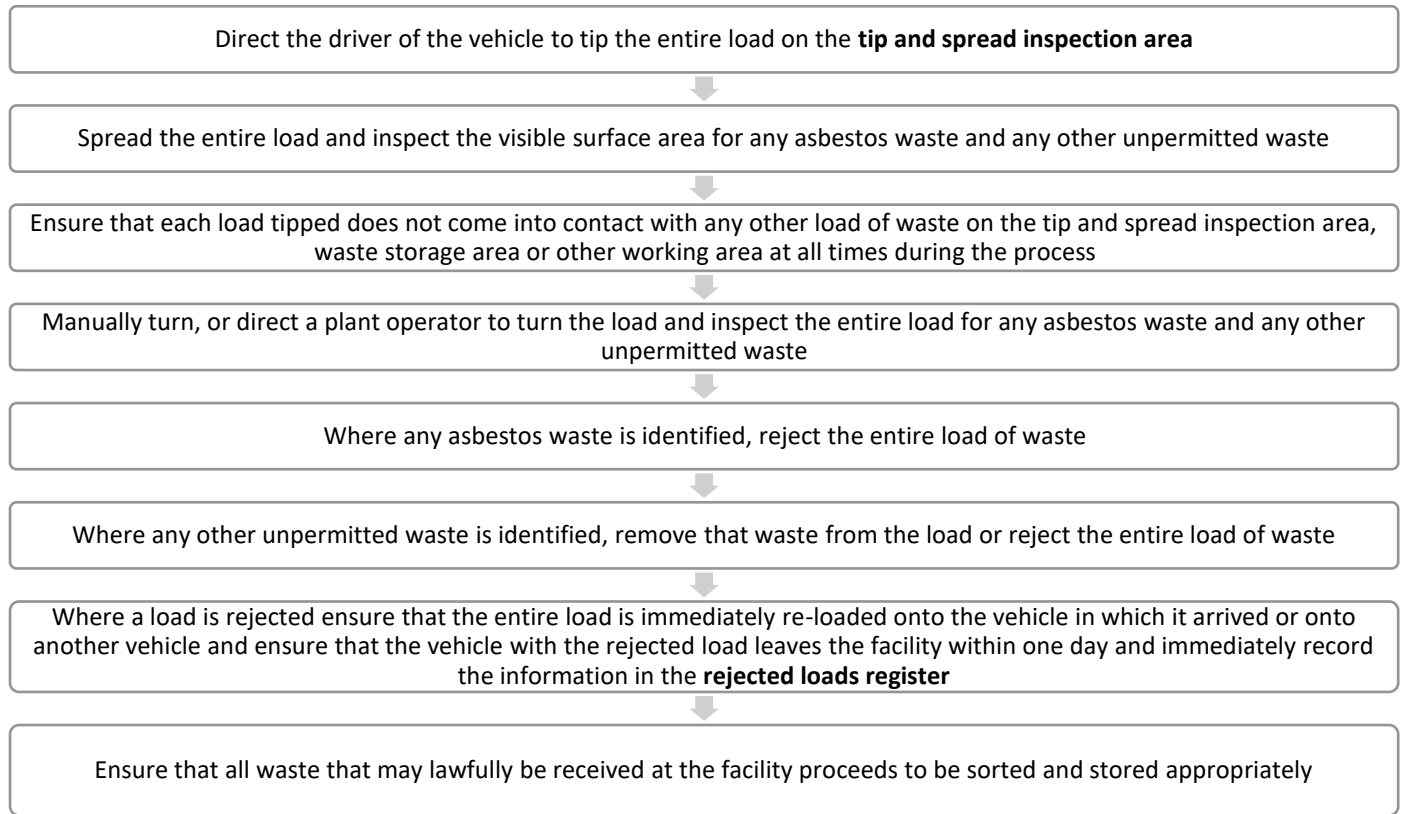 Direct the driver of the vehicle to tip the entire load on the tip and spread inspection area
Spread the entire load and inspect the visible surface area for any asbestos waste and any other unpermitted waste
Ensure that each load tipped does not come into contact with any other load of waste on the tip and spread inspection area,
waste storage area or other working area at all times during the process
Manually turn, or direct a plant operator to turn the load and inspect the entire load for any asbestos waste and any other
unpermitted waste
Where any asbestos waste is identified, reject the entire load of waste
Where any other unpermitted waste is identified, remove that waste from the load or reject the entire load of waste
Where a load is rejected ensure that the entire load is immediately re-loaded onto the vehicle in which it arrived or onto
another vehicle and ensure that the vehicle with the rejected load leaves the facility within one day and immediately record
the information in the rejected loads register
Ensure that all waste that may lawfully be received at the facility proceeds to be sorted and stored appropriately